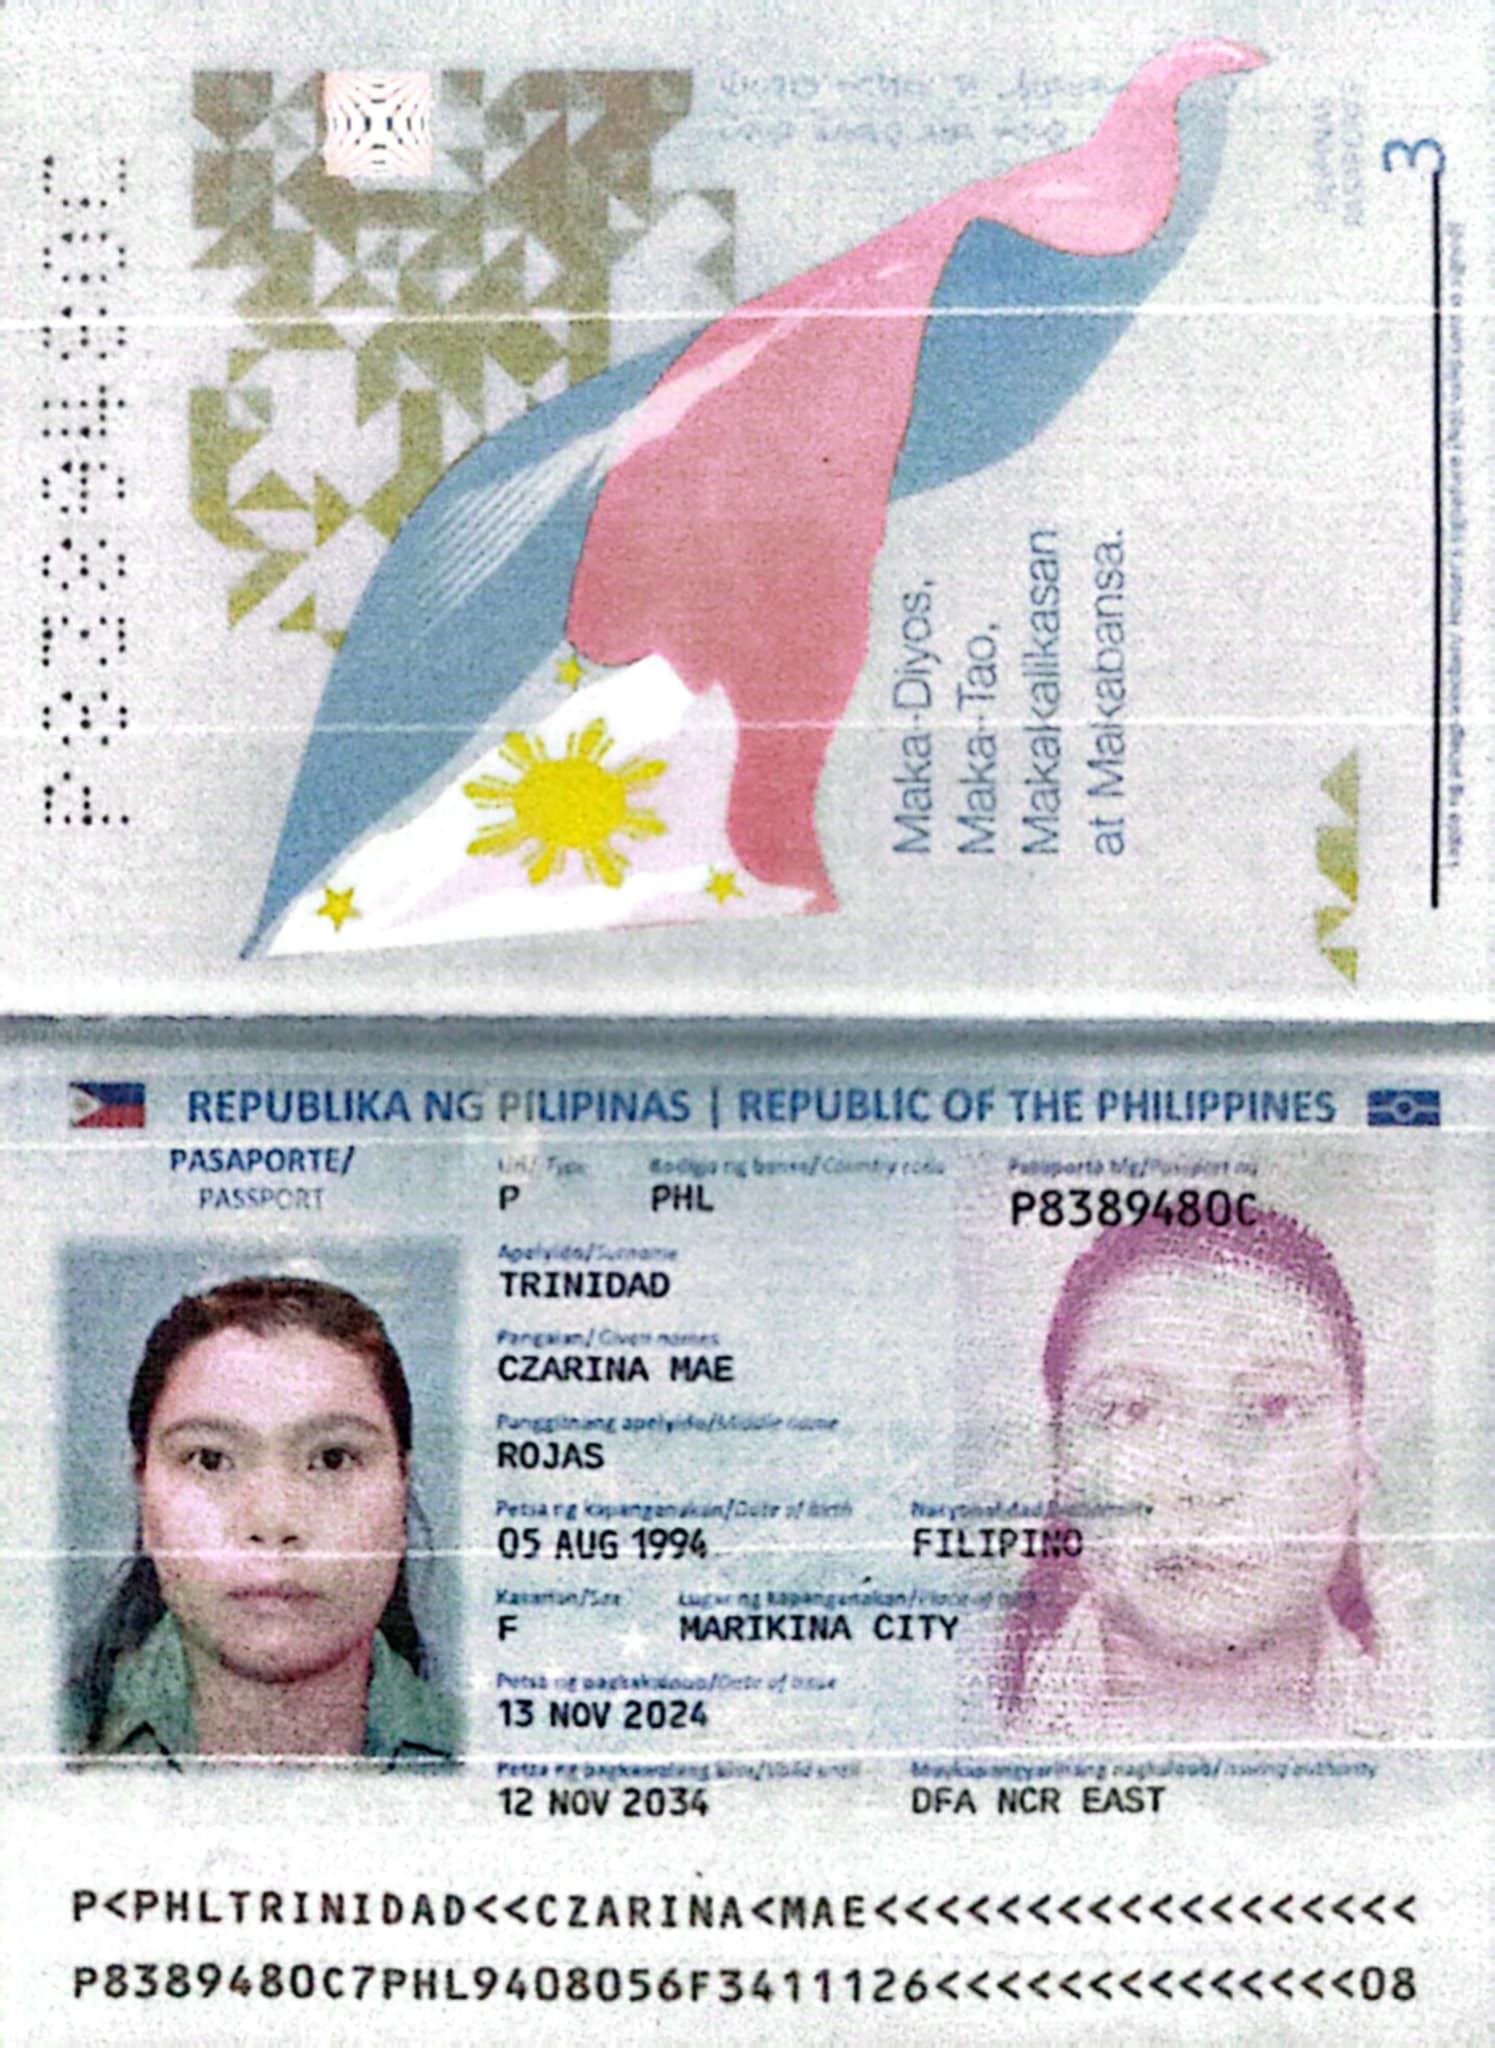 P8389480C
3
Maka-Diyos,
Maka-Tao,
Makakalikasan
at Makabansa.
REPUBLIKA NG PILIPINAS | REPUBLIC OF THE PHILIPPINES
PASAPORTE/
PASSPORT
Uri/Type Kodigo ng bansa/Country code Pasaporte blg/Passport no.
P PHL P8389480C
Apelyido/Surname
TRINIDAD
Pangalan/Given names
CZARINA MAE
Panggitnang apelyido/Middle name
ROJAS
Petsa ng kapanganakan/Date of birth Nasyonalidad/Nationality
05 AUG 1994 FILIPINO
Kasarian/Sex Lugar ng kapanganakan/Place of birth
F MARIKINA CITY
Petsa ng pagkakaloob/Date of issue
13 NOV 2024
Petsa ng pagkawalang bisa/Valid until Maykapangyarihang nagkaloob/Issuing authority
12 NOV 2034 DFA NCR EAST
P<PHLTRINIDAD<<CZARINA<MAE<<<<<<<<<<<<<<<<<<
P8389480C7PHL9408056F3411126<<<<<<<<<<<<<<08